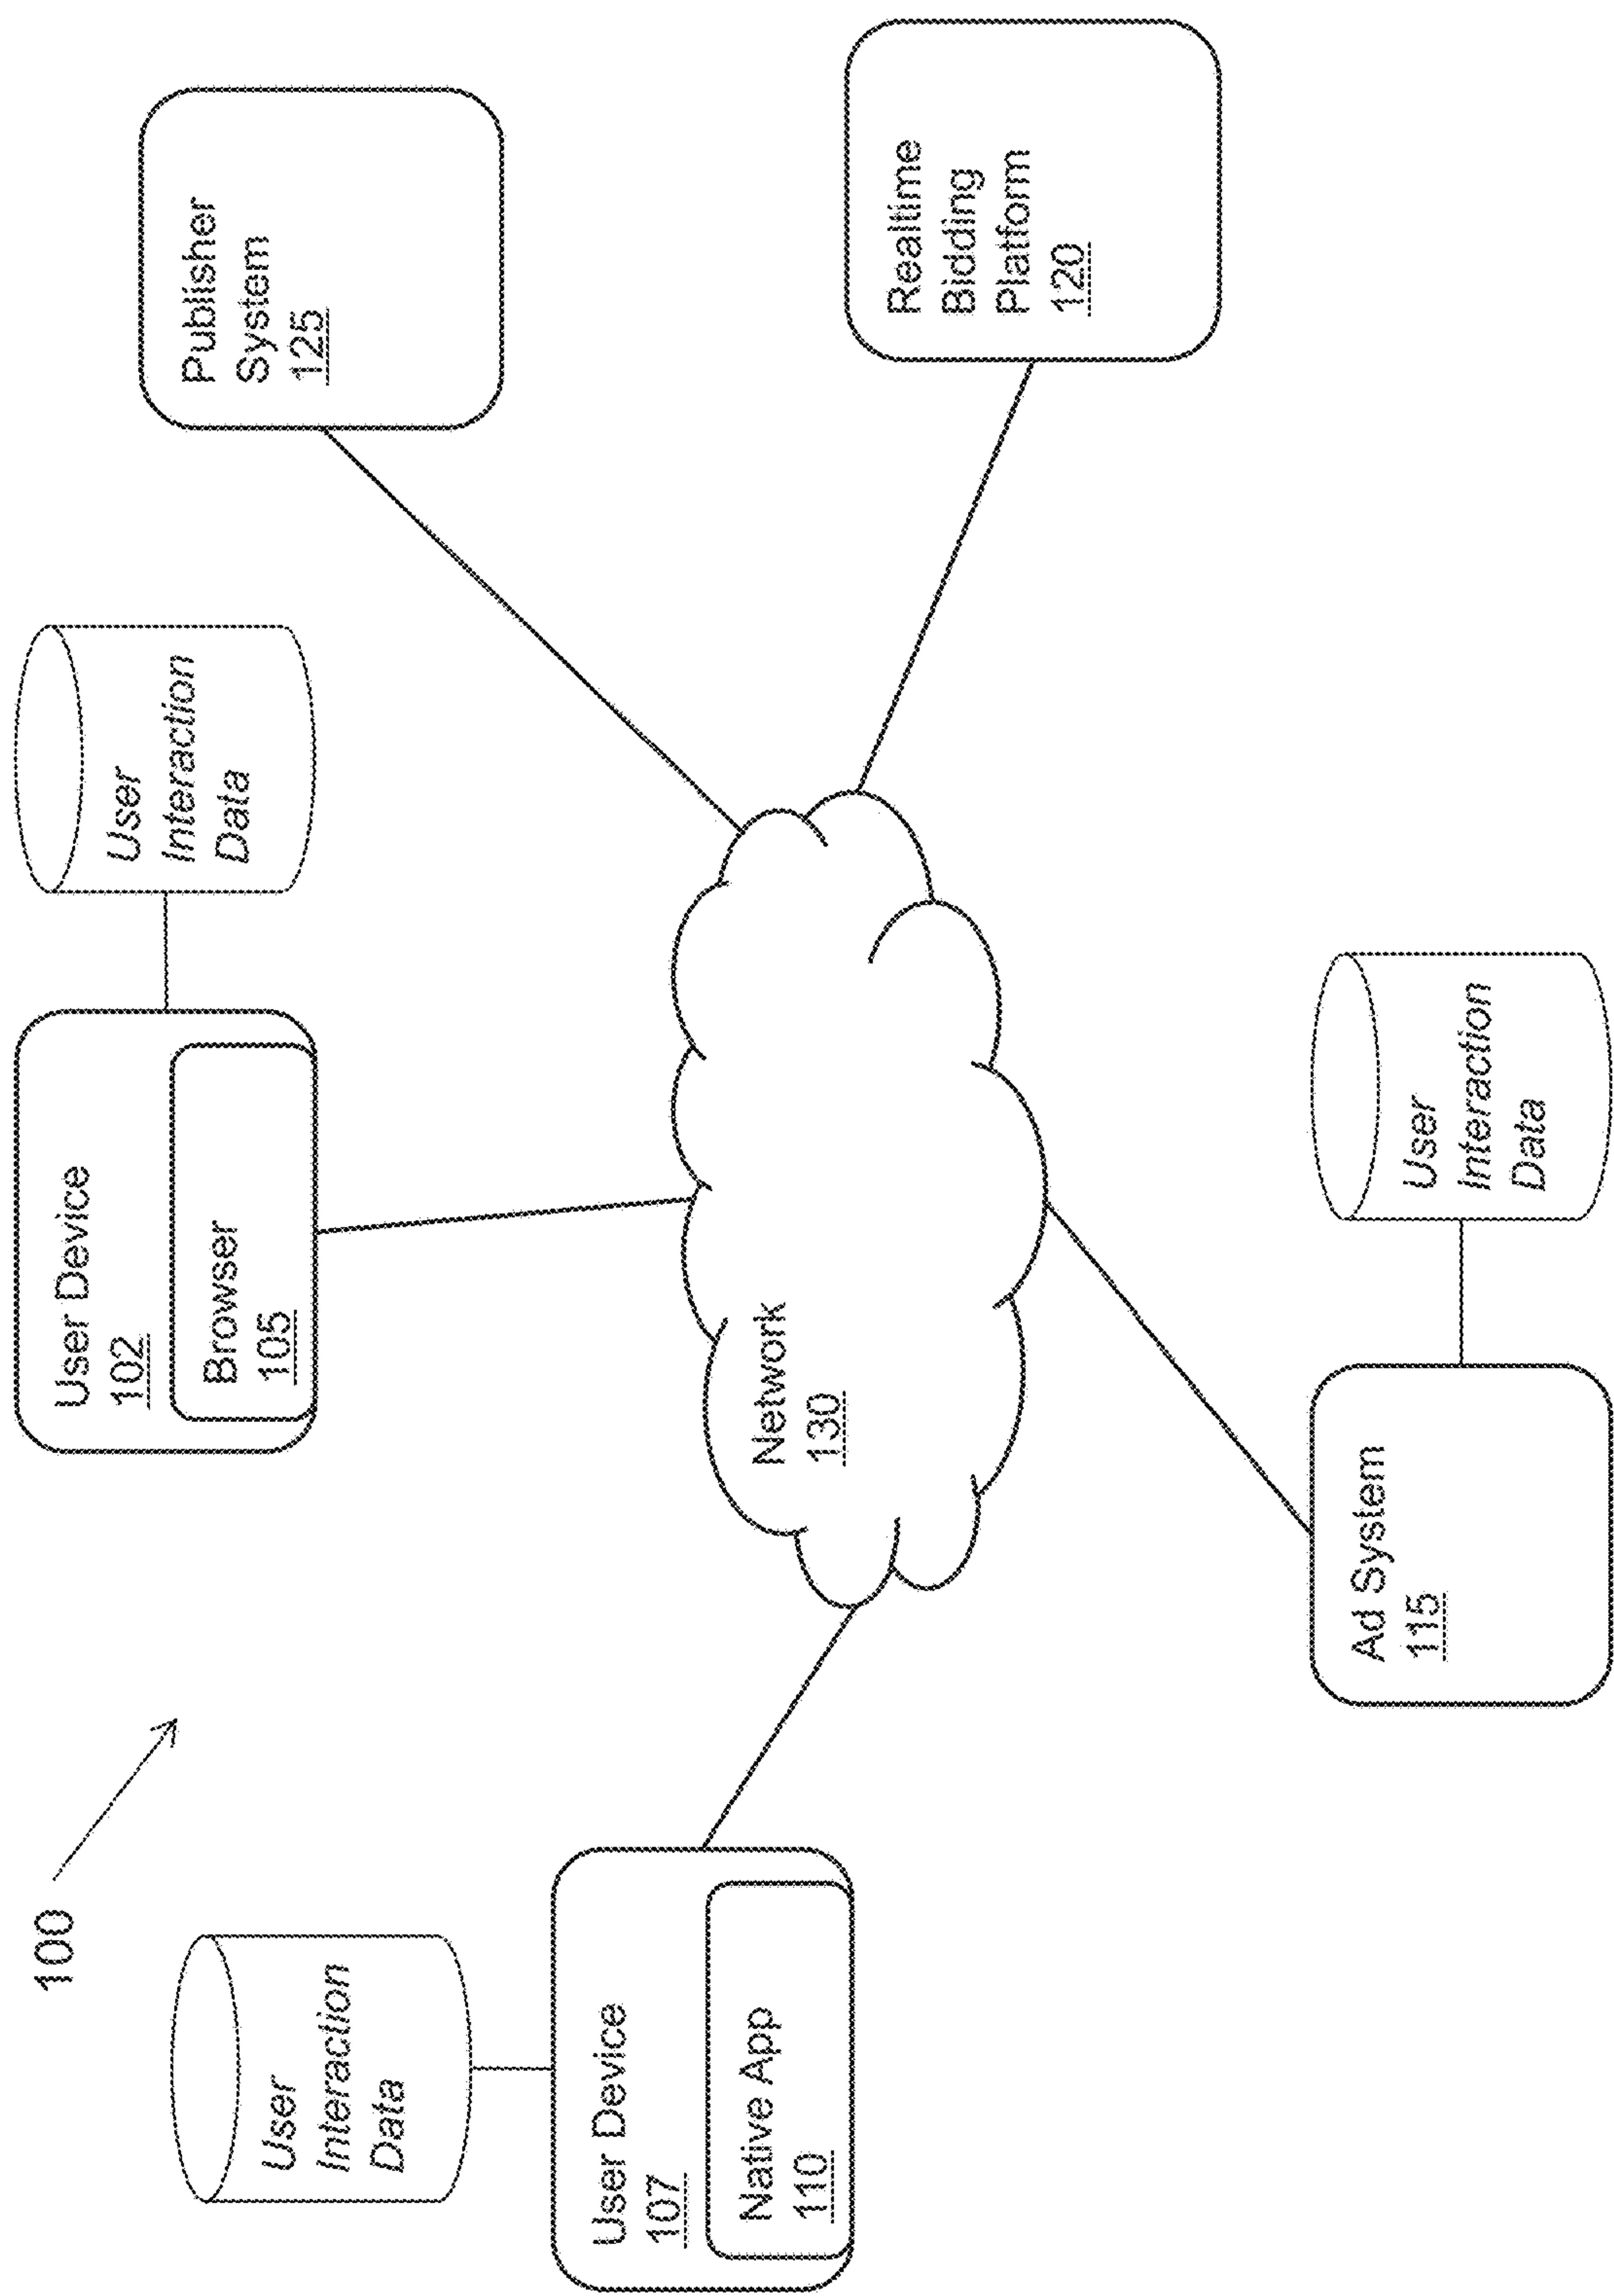 100
User
Interaction
Data
User Device
107
Native App
110
User Device
102
Browser
105
User
Interaction
Data
Publisher
System
125
Network
130
Ad System
115
User
Interaction
Data
Realtime
Bidding
Platform
120